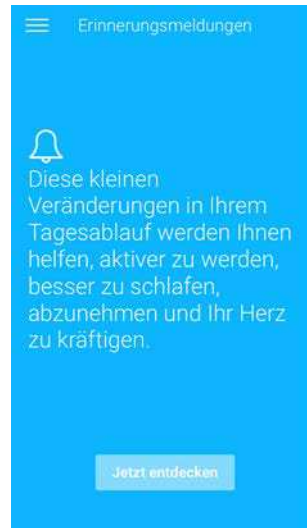 Erinnerungsmeldungen
Diese kleinen
Veränderungen in Ihrem
Tagesablauf werden Ihnen
helfen, aktiver zu werden,
besser zu schlafen,
abzunehmen und Ihr Herz
zu kräftigen.
Jetzt entdecken